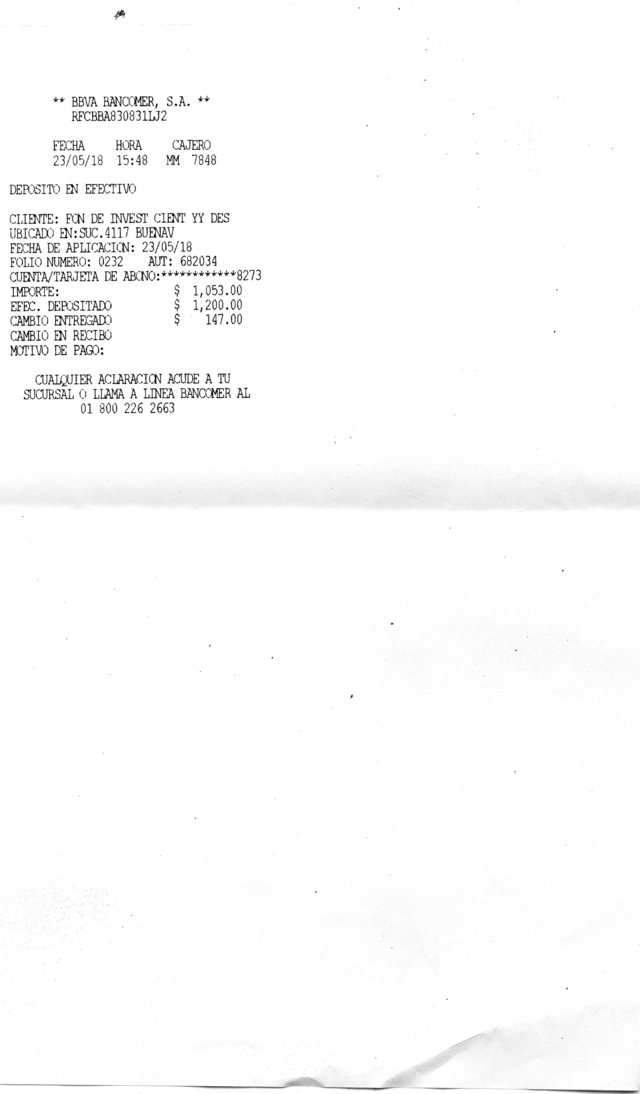 ** BBVA BANCOMER, S.A. **
RFCBBA830831LJ2
FECHA HORA CAJERO
23/05/18 15:48 MM 7848
DEPOSITO EN EFECTIVO
CLIENTE: FON DE INVEST CIENT YY DES
UBICADO EN:SUC.4117 BUENAV
FECHA DE APLICACION: 23/05/18
FOLIO NUMERO: 0232 AUT: 682034
CUENTA/TARJETA DE ABONO:************8273
IMPORTE: $ 1,053.00
EFEC. DEPOSITADO $ 1,200.00
CAMBIO ENTREGADO $ 147.00
CAMBIO EN RECIBO
MOTIVO DE PAGO:
CUALQUIER ACLARACION ACUDE A TU
SUCURSAL O LLAMA A LINEA BANCOMER AL
01 800 226 2663